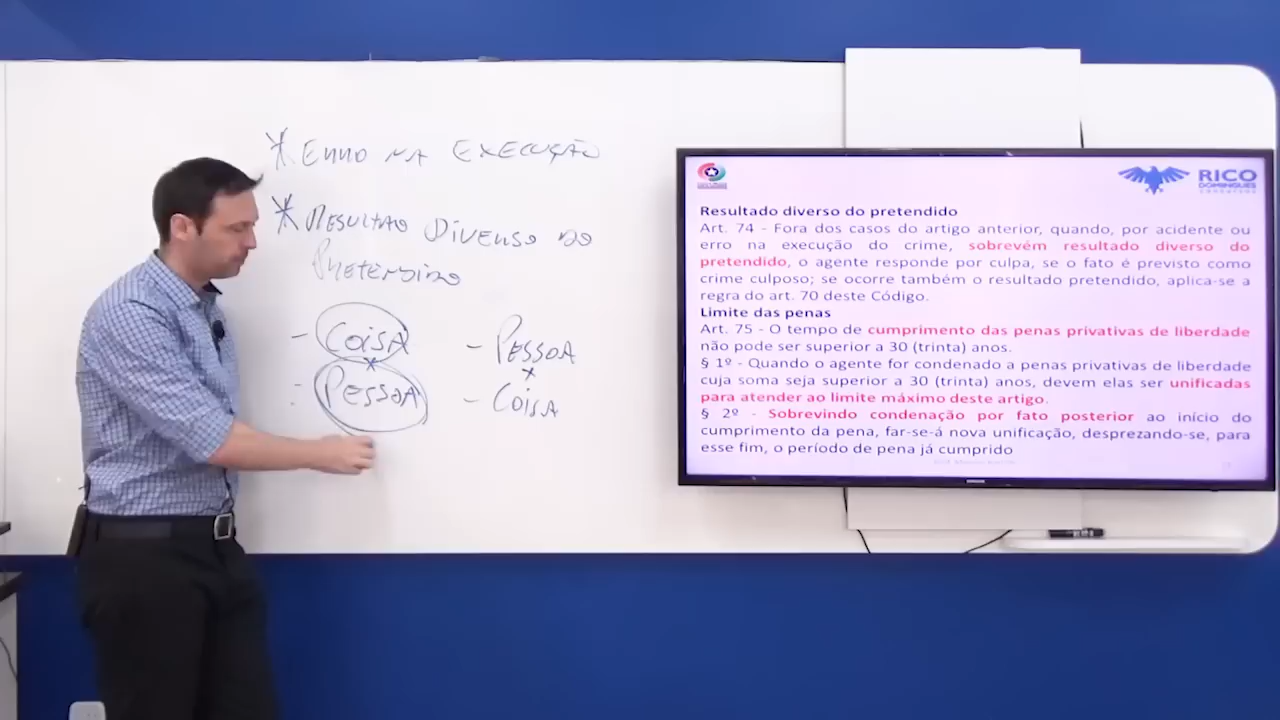 * ERRO NA EXECUÇÃO
* RESULTADO DIVERSO DO
PRETENDIDO
- COISA
x
- PESSOA
- PESSOA
x
- COISA
RICO
DOMINGUES
Resultado diverso do pretendido
Art. 74 - Fora dos casos do artigo anterior, quando, por acidente ou
erro na execução do crime, sobrevém resultado diverso do
pretendido, o agente responde por culpa, se o fato é previsto como
crime culposo; se ocorre também o resultado pretendido, aplica-se a
regra do art. 70 deste Código.
Limite das penas
Art. 75 - O tempo de cumprimento das penas privativas de liberdade
não pode ser superior a 30 (trinta) anos.
§ 1º - Quando o agente for condenado a penas privativas de liberdade
cuja soma seja superior a 30 (trinta) anos, devem elas ser unificadas
para atender ao limite máximo deste artigo.
§ 2º - Sobrevindo condenação por fato posterior ao início do
cumprimento da pena, far-se-á nova unificação, desprezando-se, para
esse fim, o período de pena já cumprido